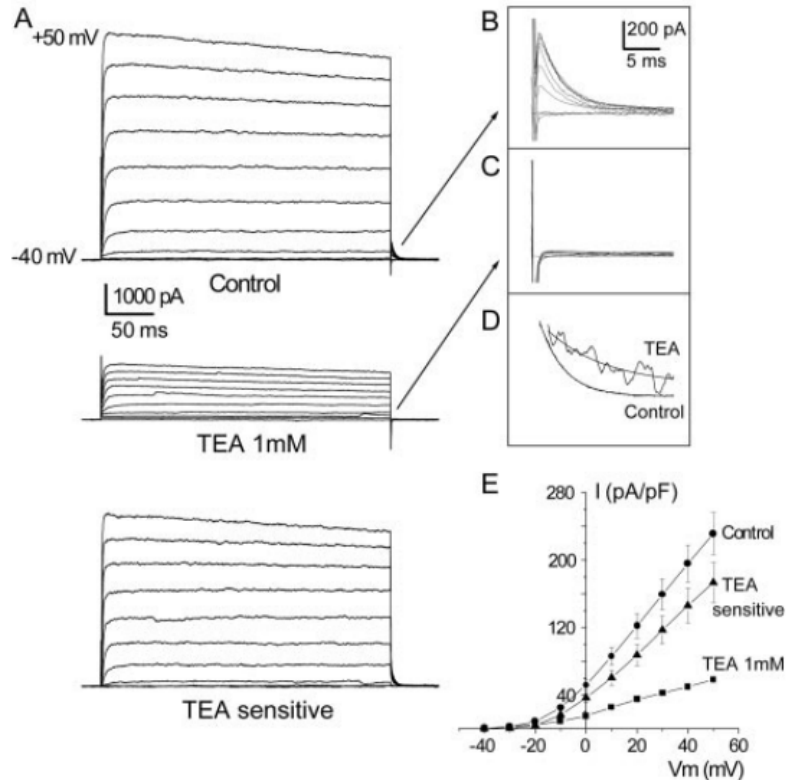 A
+50 mV
-40 mV
Control
1000 pA
50 ms
TEA 1mM
TEA sensitive
B
200 pA
5 ms
C
D
TEA
Control
E
I (pA/pF)
280
200
120
40
Control
TEA
sensitive
TEA 1mM
-40 -20 0 20 40 60
Vm (mV)